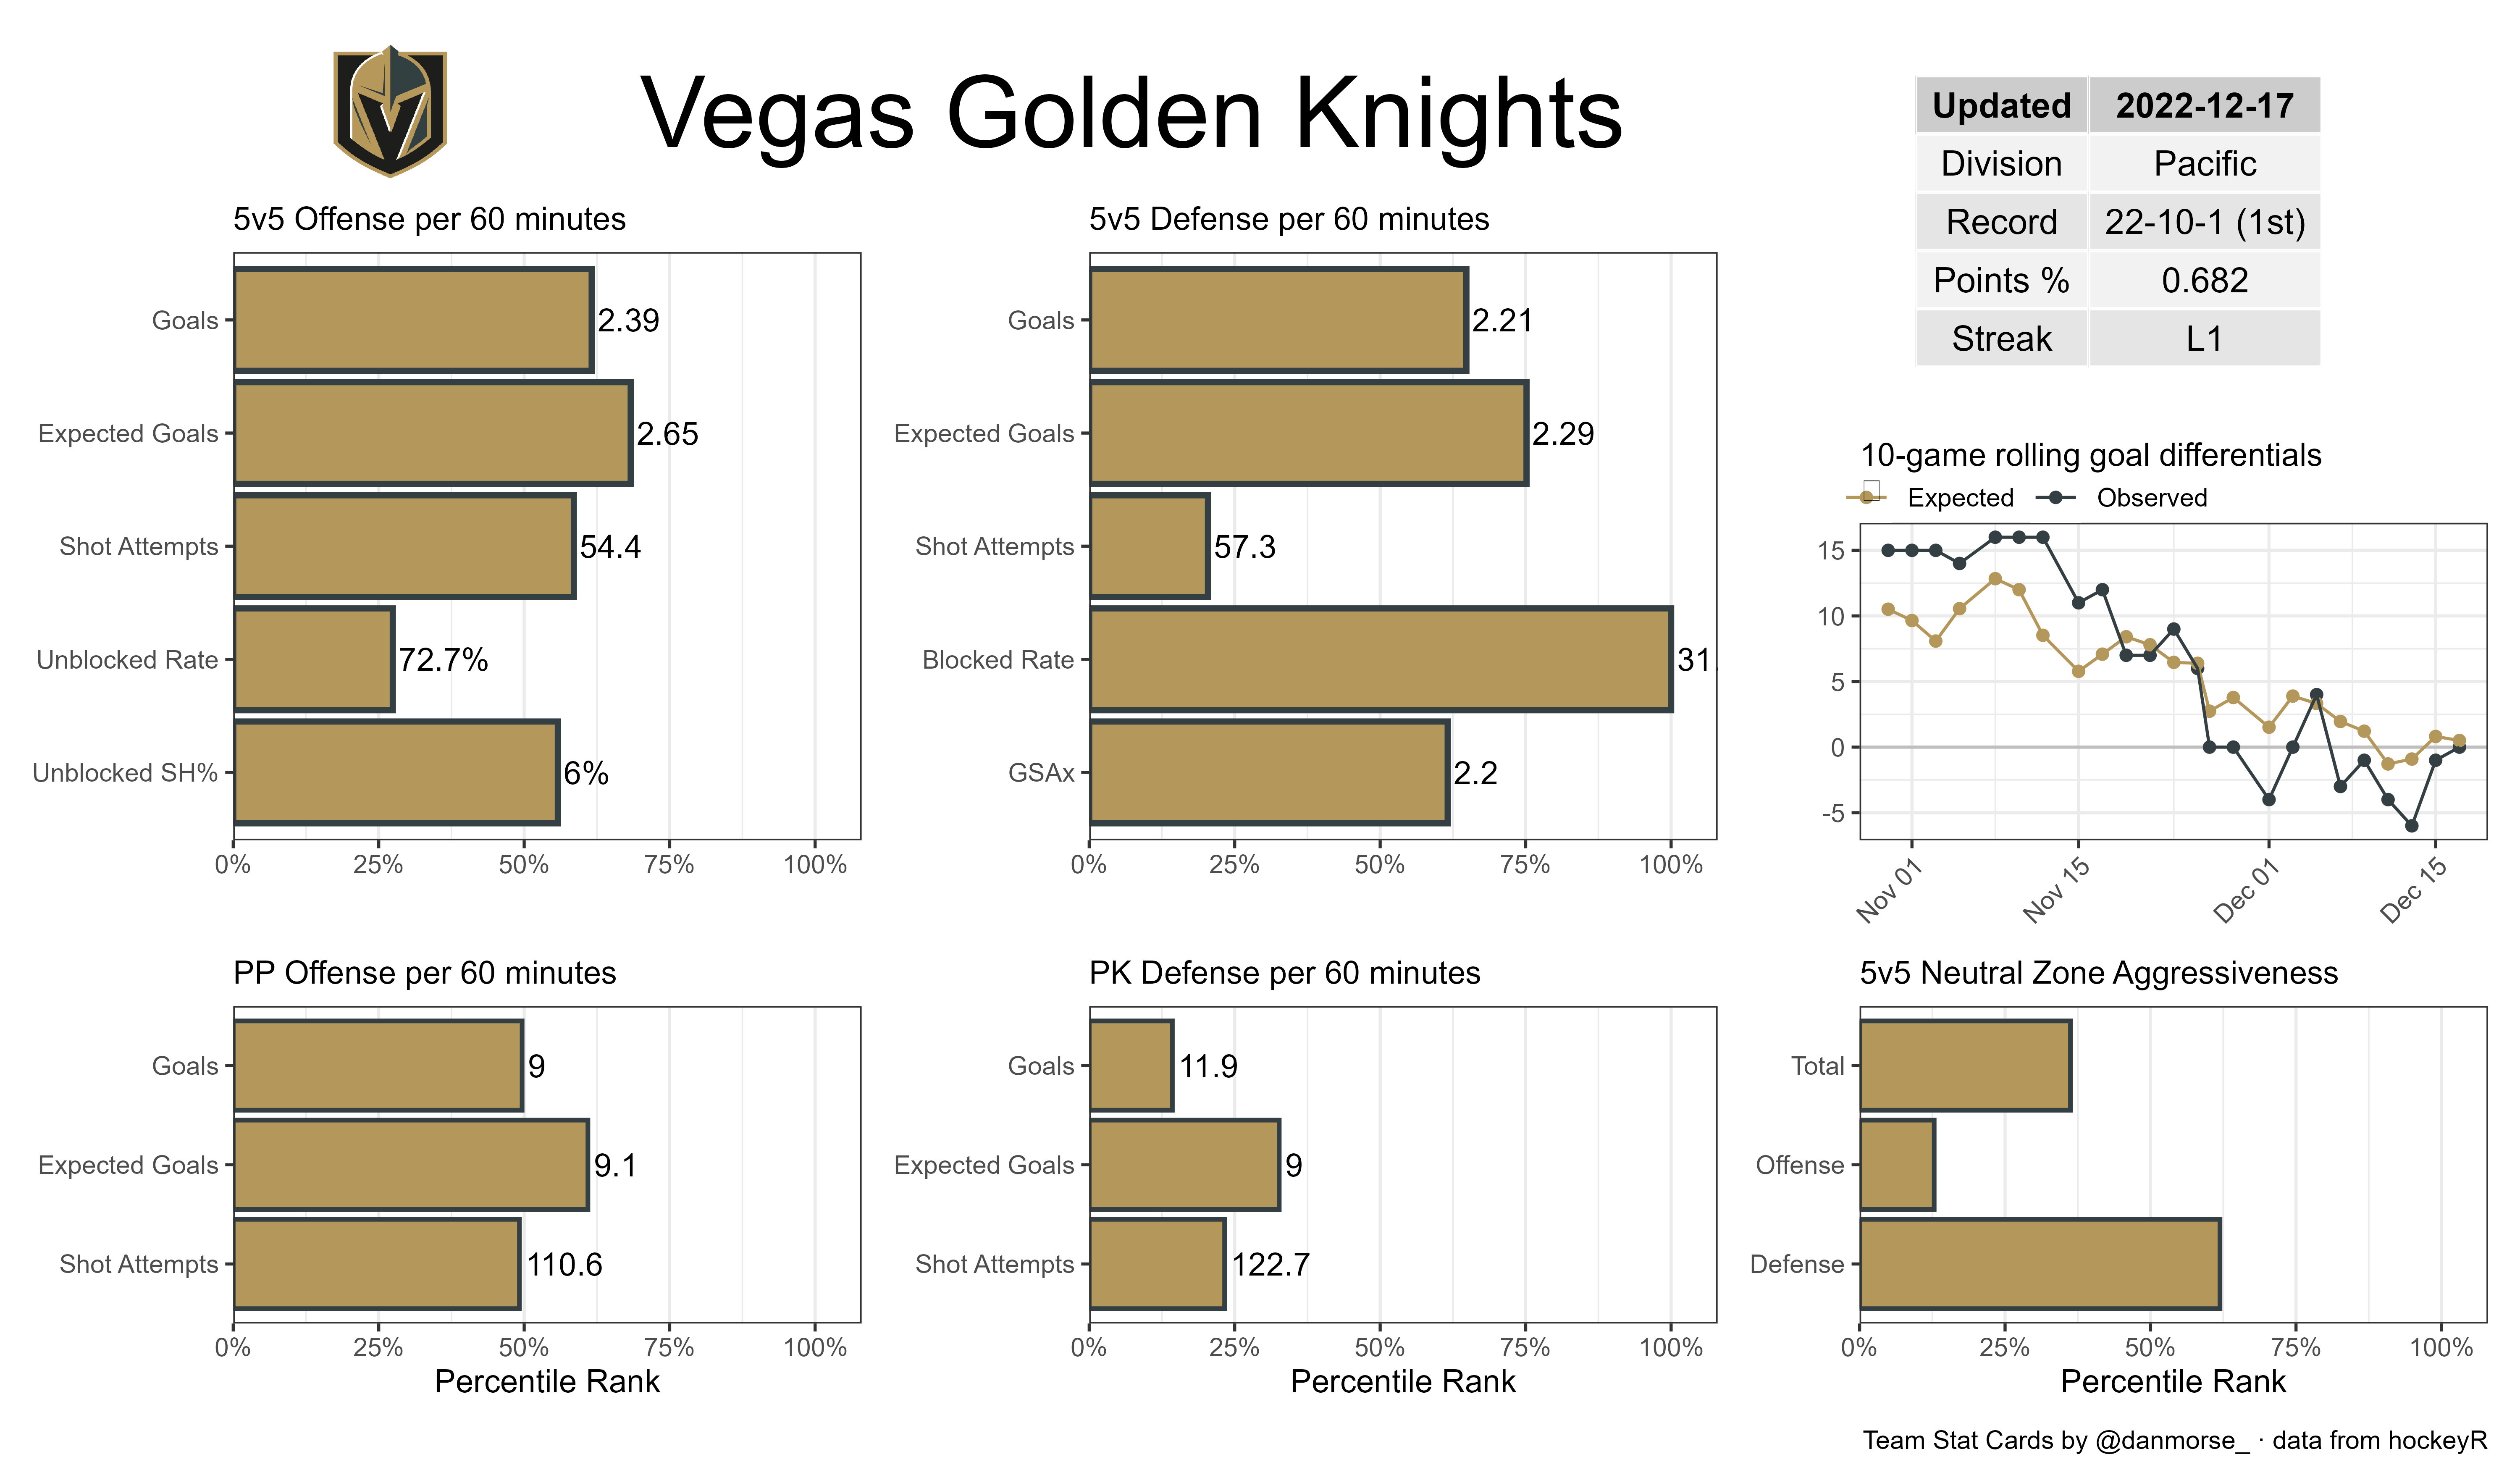 Vegas Golden Knights
Updated 2022-12-17
Division Pacific
Record 22-10-1 (1st)
Points % 0.682
Streak L1
5v5 Offense per 60 minutes
Goals 2.39
Expected Goals 2.65
Shot Attempts 54.4
Unblocked Rate 72.7%
Unblocked SH% 6%
0% 25% 50% 75% 100%
5v5 Defense per 60 minutes
Goals 2.21
Expected Goals 2.29
Shot Attempts 57.3
Blocked Rate 31.
GSAx 2.2
0% 25% 50% 75% 100%
10-game rolling goal differentials
Expected Observed
15
10
5
0
-5
Nov 01 Nov 15 Dec 01 Dec 15
PP Offense per 60 minutes
Goals 9
Expected Goals 9.1
Shot Attempts 110.6
0% 25% 50% 75% 100%
Percentile Rank
PK Defense per 60 minutes
Goals 11.9
Expected Goals 9
Shot Attempts 122.7
0% 25% 50% 75% 100%
Percentile Rank
5v5 Neutral Zone Aggressiveness
Total
Offense
Defense
0% 25% 50% 75% 100%
Percentile Rank
Team Stat Cards by @danmorse_ · data from hockeyR